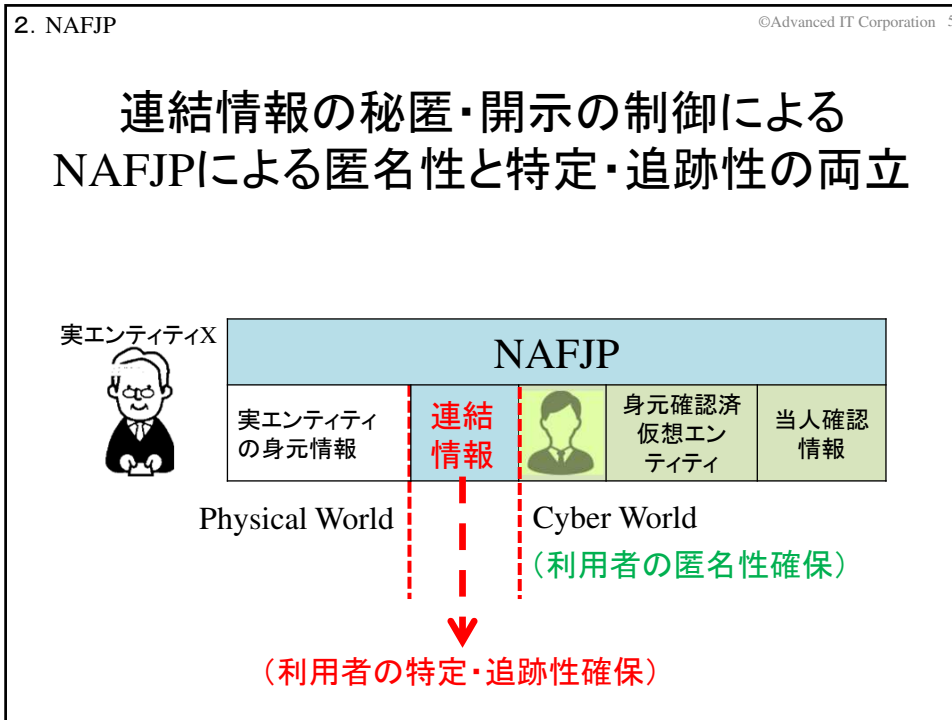 2. NAFJP
©Advanced IT Corporation 5
連結情報の秘匿・開示の制御による
NAFJPによる匿名性と特定・追跡性の両立
実エンティティX
NAFJP
実エンティティ
の身元情報
連結
情報
身元確認済
仮想エン
ティティ
当人確認
情報
Physical World
Cyber World
（利用者の匿名性確保）
（利用者の特定・追跡性確保）